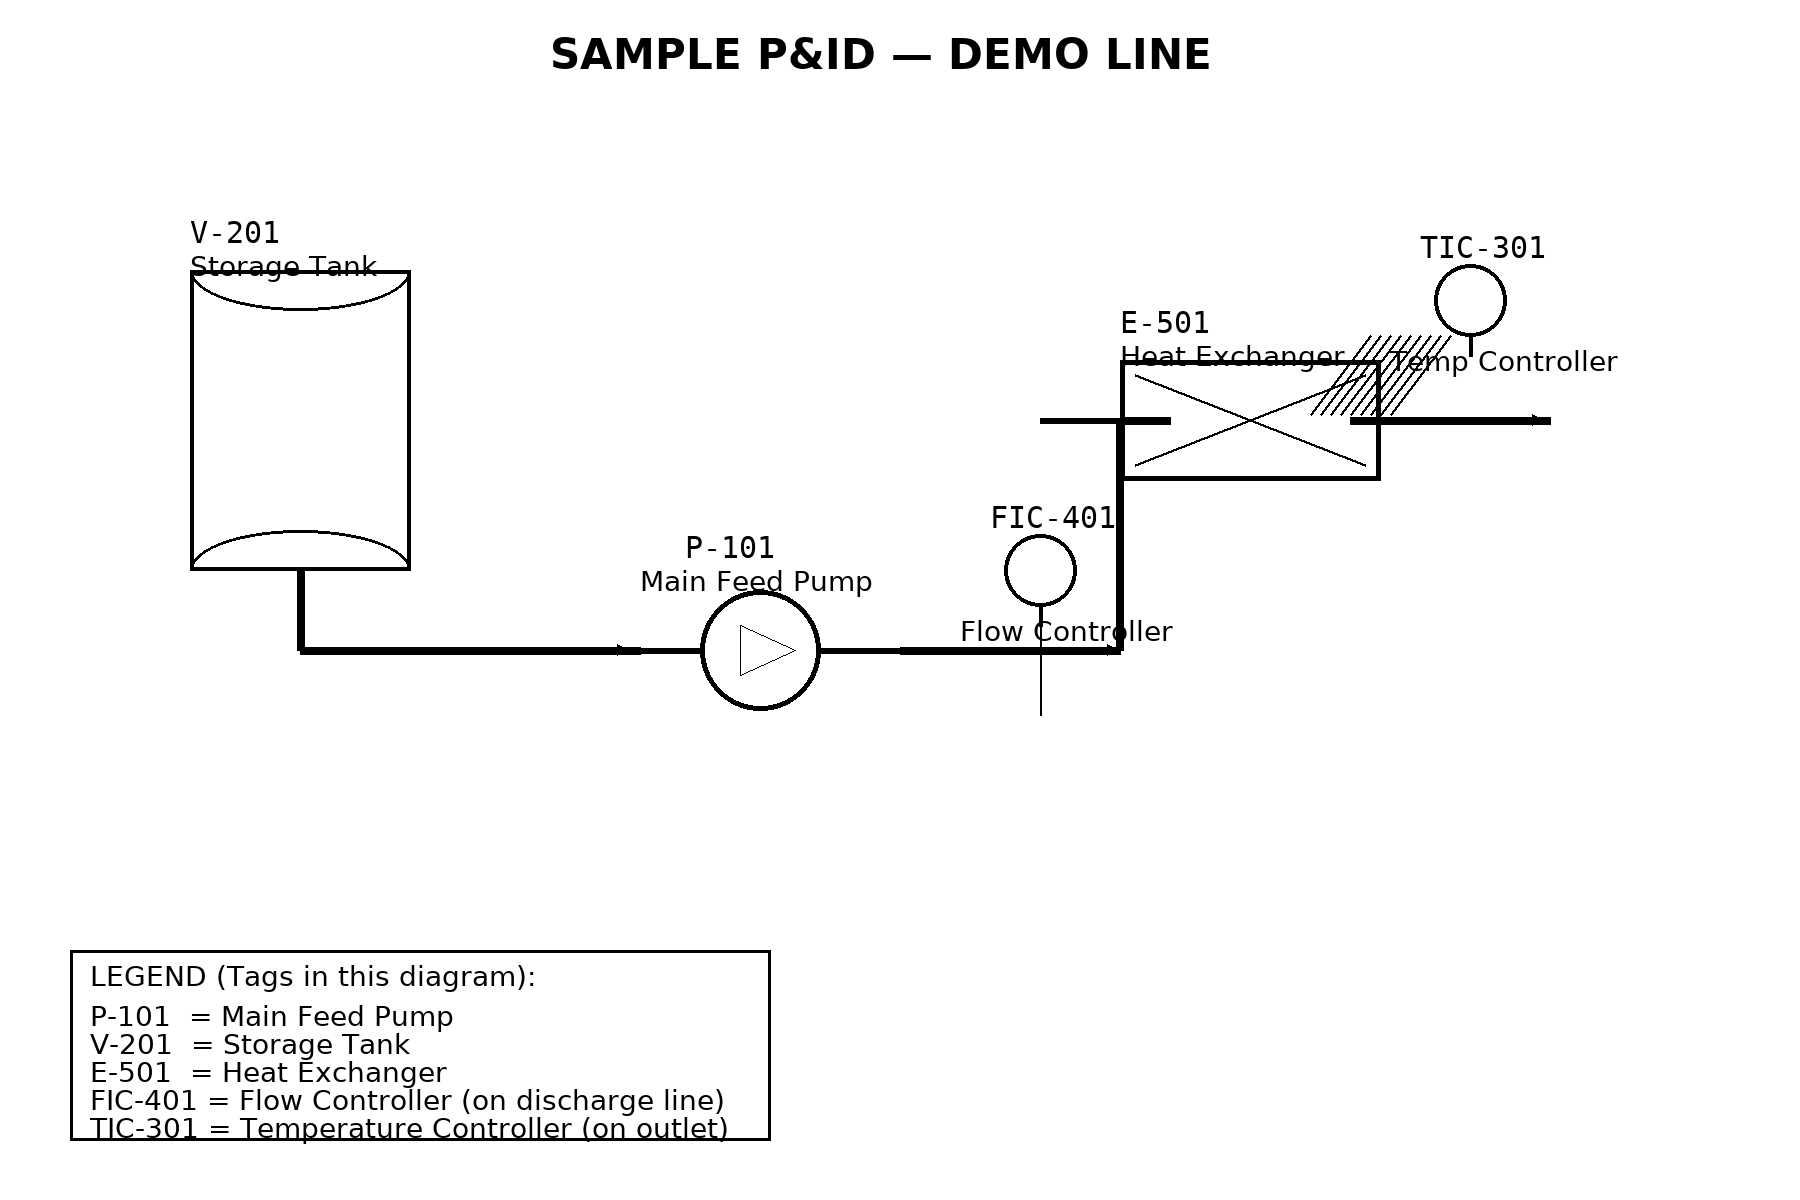 SAMPLE P&ID — DEMO LINE
V-201
Storage Tank
TIC-301
Temp Controller
E-501
Heat Exchanger
FIC-401
Flow Controller
P-101
Main Feed Pump
LEGEND (Tags in this diagram):
P-101 = Main Feed Pump
V-201 = Storage Tank
E-501 = Heat Exchanger
FIC-401 = Flow Controller (on discharge line)
TIC-301 = Temperature Controller (on outlet)